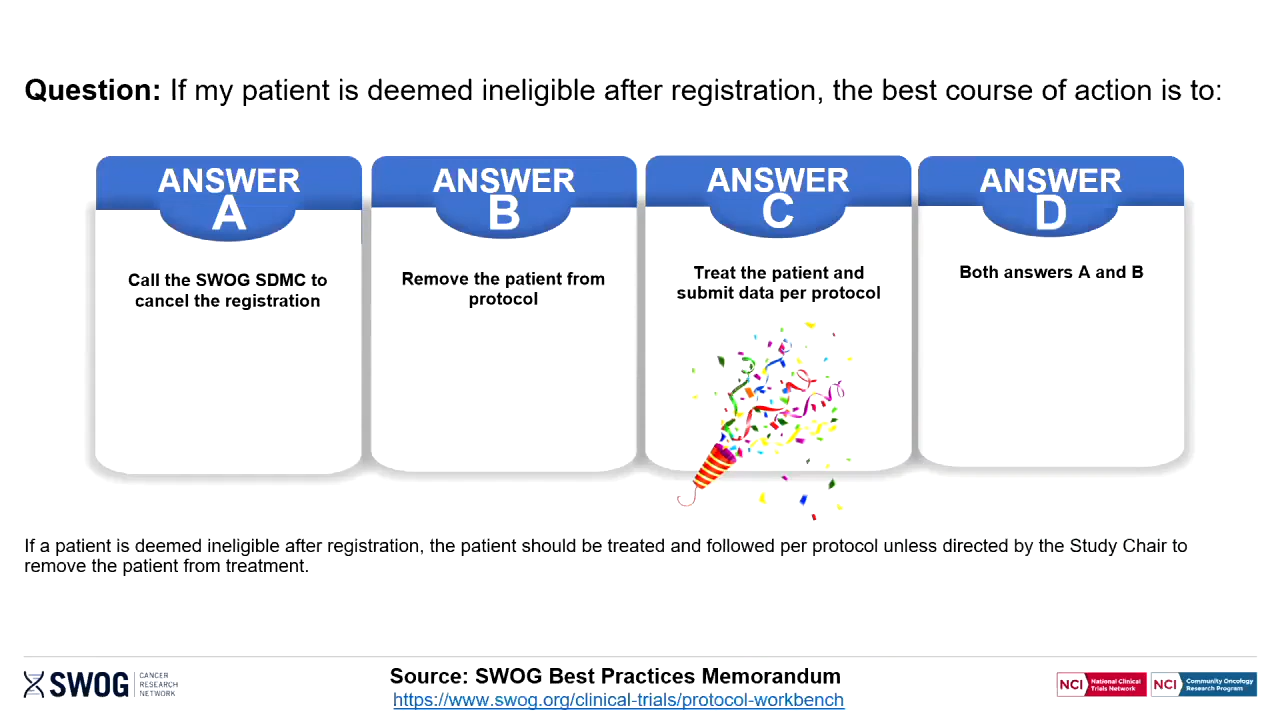 Question: If my patient is deemed ineligible after registration, the best course of action is to:
ANSWER
A
Call the SWOG SDMC to
cancel the registration
ANSWER
B
Remove the patient from
protocol
ANSWER
C
Treat the patient and
submit data per protocol
ANSWER
D
Both answers A and B
If a patient is deemed ineligible after registration, the patient should be treated and followed per protocol unless directed by the Study Chair to
remove the patient from treatment.
SWOG
CANCER
RESEARCH
NETWORK
Source: SWOG Best Practices Memorandum
https://www.swog.org/clinical-trials/protocol-workbench
NCI
National Clinical
Trials Network
NCI
Community Oncology
Research Program